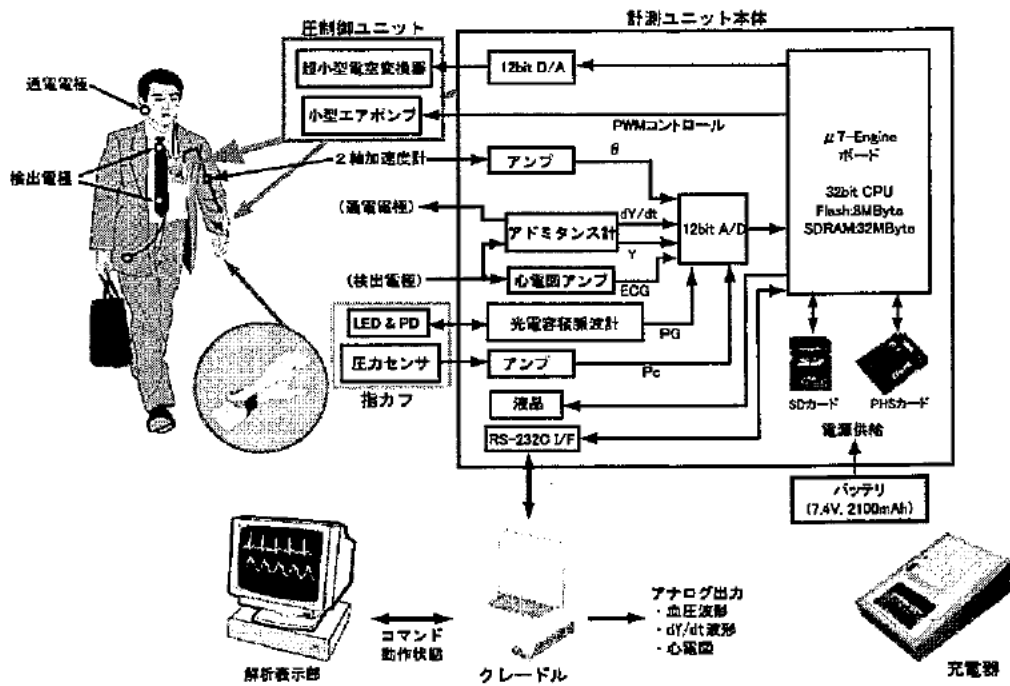 圧制御ユニット
計測ユニット本体
超小型電空変換器
12bit D/A
通電電極
小型エアポンプ
PWMコントロール
μ7-Engine
ボード
32bit CPU
Flash:8MByte
SDRAM:32MByte
2軸加速度計
アンプ
θ
検出電極
(通電電極)
アドミタンス計
dY/dt
Y
12bit A/D
(検出電極)
心電図アンプ
ECG
LED & PD
光電容積脈波計
PG
圧力センサ
アンプ
Pc
指カフ
液晶
SDカード
PHSカード
RS-232C I/F
電源供給
バッテリ
(7.4V, 2100mAh)
アナログ出力
・血圧波形
・dY/dt波形
・心電図
コマンド
動作状態
解析表示部
クレードル
充電器